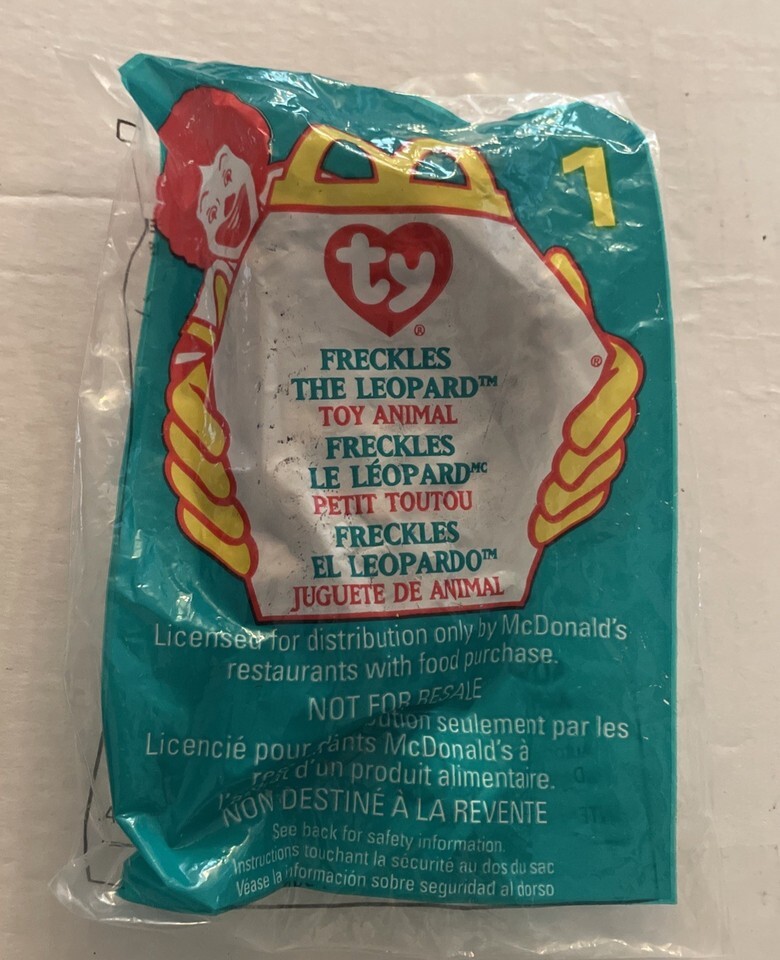 1
ty®
®
FRECKLES
THE LEOPARD™
TOY ANIMAL
FRECKLES
LE LÉOPARD MC
PETIT TOUTOU
FRECKLES
EL LEOPARDO™
JUGUETE DE ANIMAL
Licensed for distribution only by McDonald's
restaurants with food purchase.
NOT FOR RESALE
Licencié pour seulement par les
McDonald's à
d'un produit alimentaire.
NON DESTINÉ À LA REVENTE
See back for safety information.
Instructions touchant la sécurité au dos du sac
Véase la información sobre seguridad al dorso